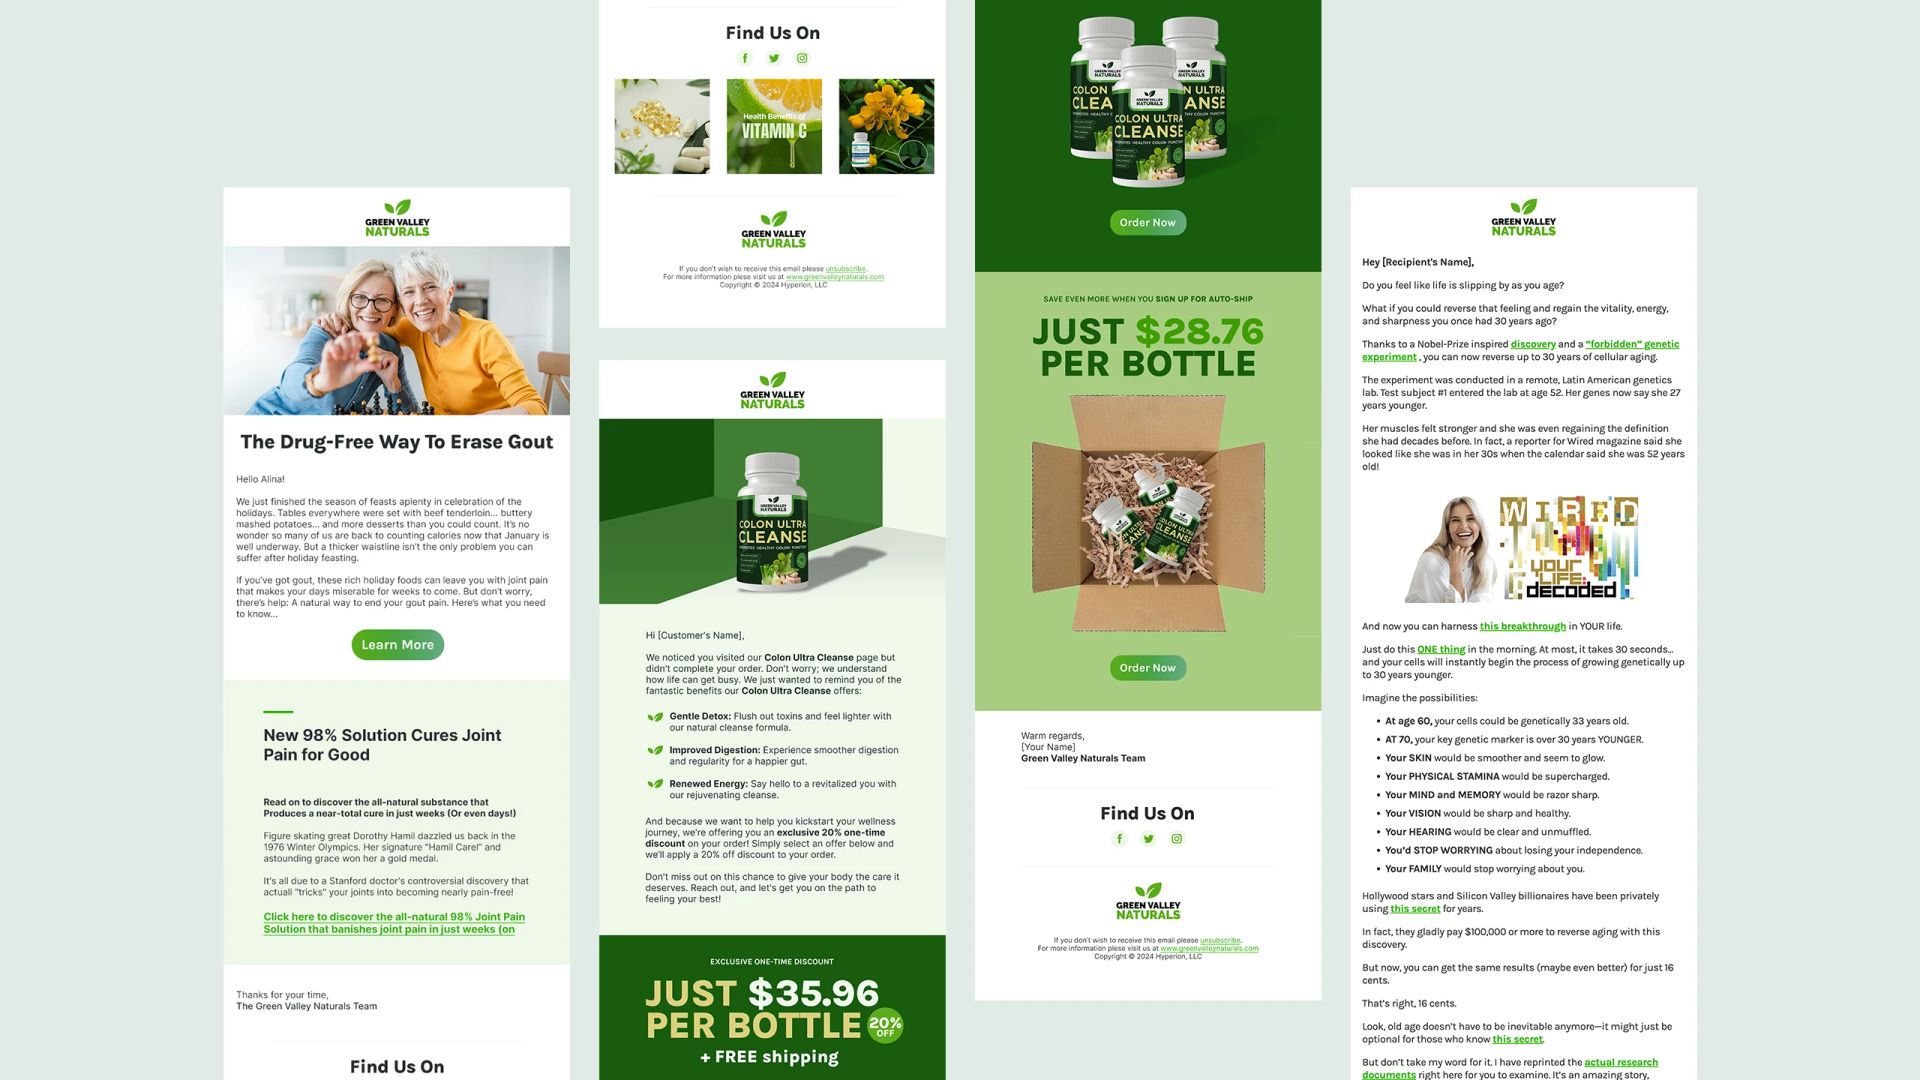 GREEN VALLEY
NATURALS
The Drug-Free Way To Erase Gout
Hello Alina!
We just finished the season of feasts aplenty in celebration of the
holidays. Tables everywhere were set with beef tenderloin... buttery
mashed potatoes... and more desserts than you could count. It's no
wonder so many of us are back to counting calories now that January is
well underway. But a thicker waistline isn't the only problem you can
suffer after holiday feasting.
If you've got gout, these rich holiday foods can leave you with joint pain
that makes your days miserable for weeks to come. But don't worry,
there's help: A natural way to end your gout pain. Here's what you need
to know...
Learn More
New 98% Solution Cures Joint
Pain for Good
Read on to discover the all-natural substance that
Produces a near-total cure in just weeks (Or even days!)
Figure skating great Dorothy Hamil dazzled us back in the
1976 Winter Olympics. Her signature "Hamil Carel" and
astounding grace won her a gold medal.
It's all due to a Stanford doctor's controversial discovery that
actuall "tricks" your joints into becoming nearly pain-free!
Click here to discover the all-natural 98% Joint Pain
Solution that banishes joint pain in just weeks (on
Thanks for your time,
The Green Valley Naturals Team
Find Us On
Find Us On
Health Benefits of
VITAMIN C
GREEN VALLEY
NATURALS
If you don't wish to receive this email please unsubscribe.
For more information plese visit us at www.greenvalleynaturals.com
Copyright © 2024 Hyperion, LLC
GREEN VALLEY
NATURALS
GREEN VALLEY
NATURALS
COLON ULTRA
CLEANSE
PROMOTES HEALTHY COLON FUNCTION
Hi [Customer's Name],
We noticed you visited our Colon Ultra Cleanse page but
didn't complete your order. Don't worry; we understand
how life can get busy. We just wanted to remind you of the
fantastic benefits our Colon Ultra Cleanse offers:
Gentle Detox: Flush out toxins and feel lighter with
our natural cleanse formula.
Improved Digestion: Experience smoother digestion
and regularity for a happier gut.
Renewed Energy: Say hello to a revitalized you with
our rejuvenating cleanse.
And because we want to help you kickstart your wellness
journey, we're offering you an exclusive 20% one-time
discount on your order! Simply select an offer below and
we'll apply a 20% off discount to your order.
Don't miss out on this chance to give your body the care it
deserves. Reach out, and let's get you on the path to
feeling your best!
EXCLUSIVE ONE-TIME DISCOUNT
JUST $35.96
PER BOTTLE
20%
OFF
+ FREE shipping
GREEN VALLEY
NATURALS
COLON ULTRA
CLEANSE
PROMOTES HEALTHY COLON FUNCTION
Order Now
SAVE EVEN MORE WHEN YOU SIGN UP FOR AUTO-SHIP
JUST $28.76
PER BOTTLE
Order Now
Warm regards,
[Your Name]
Green Valley Naturals Team
Find Us On
GREEN VALLEY
NATURALS
If you don't wish to receive this email please unsubscribe.
For more information plese visit us at www.greenvalleynaturals.com
Copyright © 2024 Hyperion, LLC
GREEN VALLEY
NATURALS
Hey [Recipient's Name],
Do you feel like life is slipping by as you age?
What if you could reverse that feeling and regain the vitality, energy,
and sharpness you once had 30 years ago?
Thanks to a Nobel-Prize inspired discovery and a "forbidden" genetic
experiment , you can now reverse up to 30 years of cellular aging.
The experiment was conducted in a remote, Latin American genetics
lab. Test subject #1 entered the lab at age 52. Her genes now say she 27
years younger.
Her muscles felt stronger and she was even regaining the definition
she had decades before. In fact, a reporter for Wired magazine said she
looked like she was in her 30s when the calendar said she was 52 years
old!
WIRED
YOUR
LIFE:
decoded
And now you can harness this breakthrough in YOUR life.
Just do this ONE thing in the morning. At most, it takes 30 seconds...
and your cells will instantly begin the process of growing genetically up
to 30 years younger.
Imagine the possibilities:
• At age 60, your cells could be genetically 33 years old.
• AT 70, your key genetic marker is over 30 years YOUNGER.
• Your SKIN would be smoother and seem to glow.
• Your PHYSICAL STAMINA would be supercharged.
• Your MIND and MEMORY would be razor sharp.
• Your VISION would be sharp and healthy.
• Your HEARING would be clear and unmuffled.
• You'd STOP WORRYING about losing your independence.
• Your FAMILY would stop worrying about you.
Hollywood stars and Silicon Valley billionaires have been privately
using this secret for years.
In fact, they gladly pay $100,000 or more to reverse aging with this
discovery.
But now, you can get the same results (maybe even better) for just 16
cents.
That's right, 16 cents.
Look, old age doesn't have to be inevitable anymore—it might just be
optional for those who know this secret.
But don't take my word for it. I have reprinted the actual research
documents right here for you to examine. It's an amazing story,